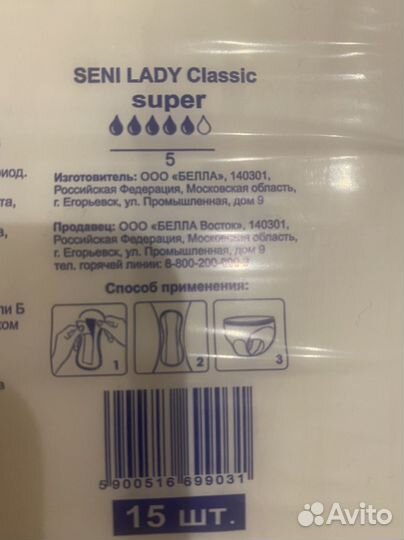 SENI LADY Classic
super
5
Изготовитель: ООО «БЕЛЛА», 140301,
Российская Федерация, Московская область,
г. Егорьевск, ул. Промышленная, дом 9
Продавец: ООО «БЕЛЛА Восток», 140301,
Российская Федерация, Московская область,
г. Егорьевск, ул. Промышленная, дом 9
тел. горячей линии: 8-800-200-
Способ применения:
1 2 3
5 900516 699031
15 шт.
Avito